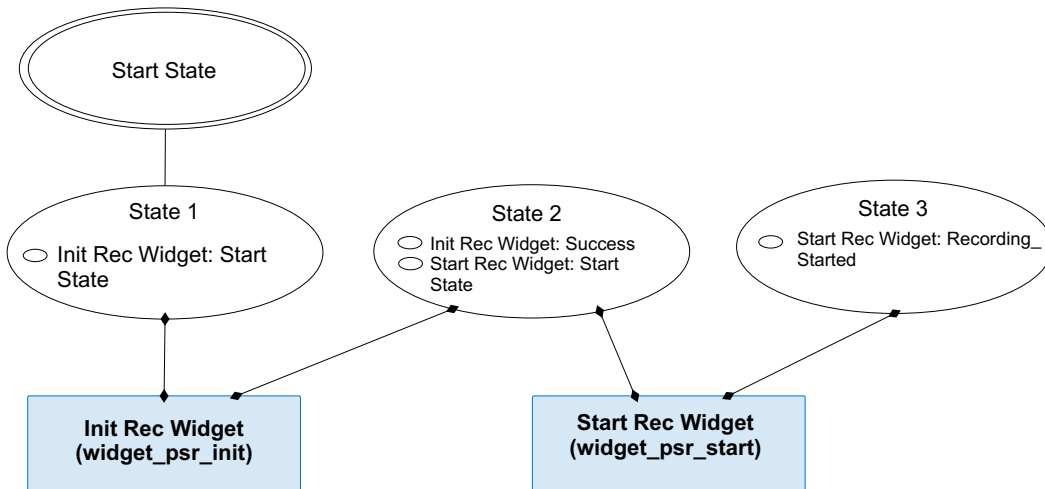 Start State
State 1
Init Rec Widget: Start
State
State 2
Init Rec Widget: Success
Start Rec Widget: Start
State
State 3
Start Rec Widget: Recording_
Started
Init Rec Widget
(widget_psr_init)
Start Rec Widget
(widget_psr_start)